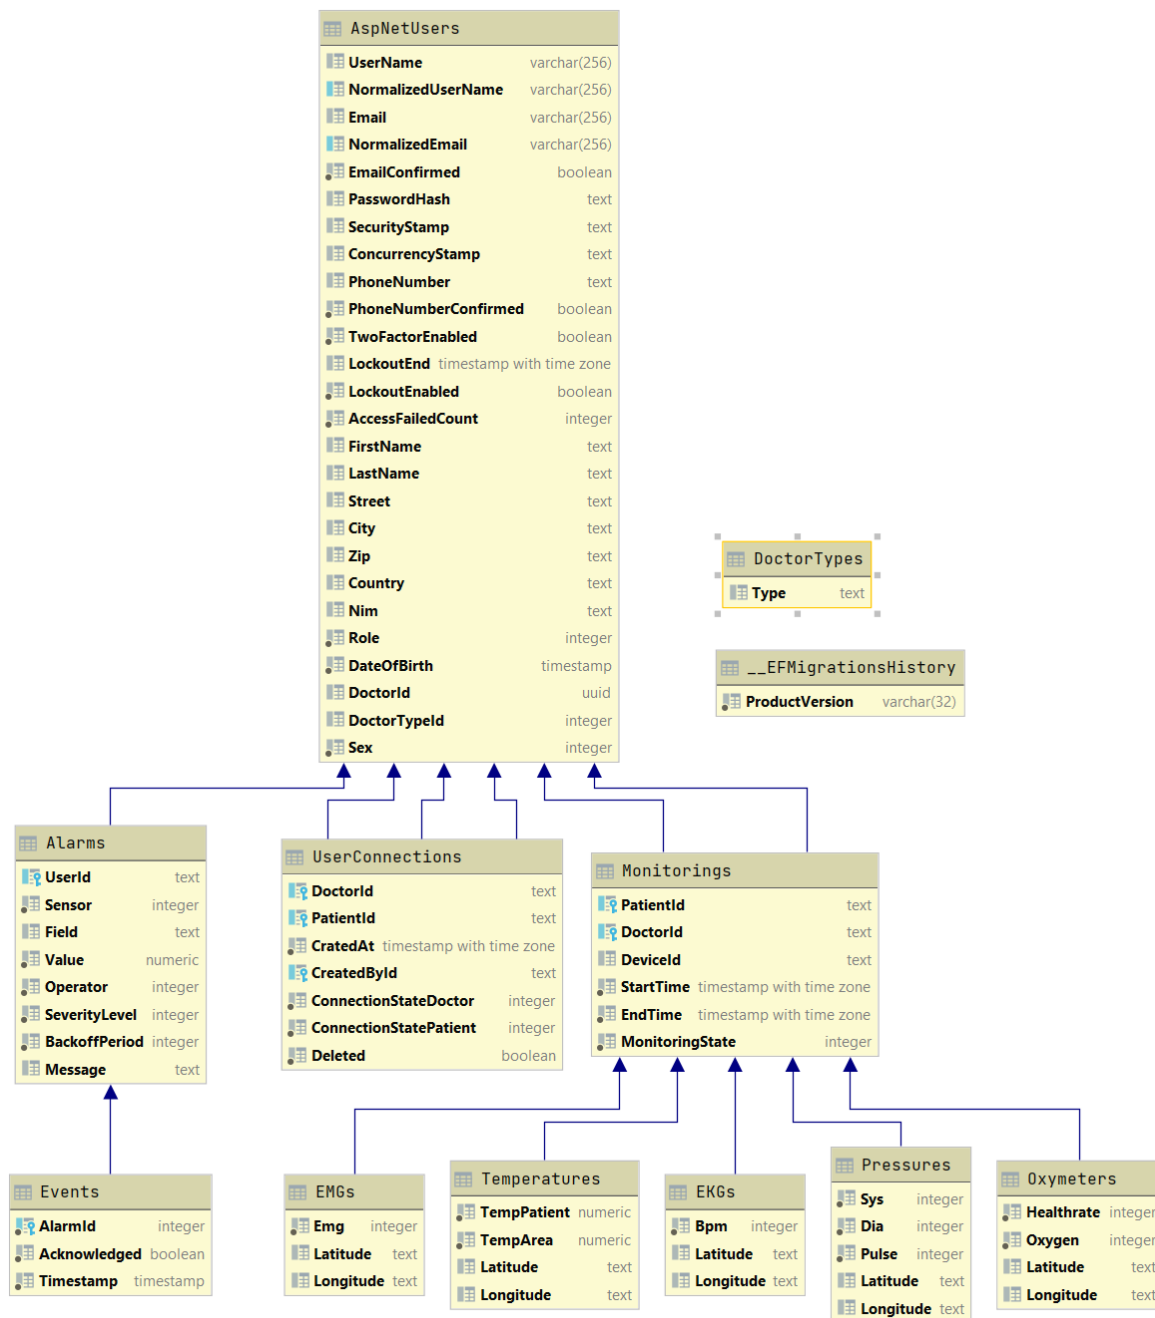 AspNetUsers
UserName varchar(256)
NormalizedUserName varchar(256)
Email varchar(256)
NormalizedEmail varchar(256)
EmailConfirmed boolean
PasswordHash text
SecurityStamp text
ConcurrencyStamp text
PhoneNumber text
PhoneNumberConfirmed boolean
TwoFactorEnabled boolean
LockoutEnd timestamp with time zone
LockoutEnabled boolean
AccessFailedCount integer
FirstName text
LastName text
Street text
City text
Zip text
Country text
Nim text
Role integer
DateOfBirth timestamp
DoctorId uuid
DoctorTypeId integer
Sex integer
DoctorTypes
Type text
__EFMigrationsHistory
ProductVersion varchar(32)
Alarms
UserId text
Sensor integer
Field text
Value numeric
Operator integer
SeverityLevel integer
BackoffPeriod integer
Message text
UserConnections
DoctorId text
PatientId text
CratedAt timestamp with time zone
CreatedById text
ConnectionStateDoctor integer
ConnectionStatePatient integer
Deleted boolean
Monitorings
PatientId text
DoctorId text
DeviceId text
StartTime timestamp with time zone
EndTime timestamp with time zone
MonitoringState integer
Events
AlarmId integer
Acknowledged boolean
Timestamp timestamp
EMGs
Emg integer
Latitude text
Longitude text
Temperatures
TempPatient numeric
TempArea numeric
Latitude text
Longitude text
EKGs
Bpm integer
Latitude text
Longitude text
Pressures
Sys integer
Dia integer
Pulse integer
Latitude text
Longitude text
Oxymeters
Healthrate integer
Oxygen integer
Latitude text
Longitude text